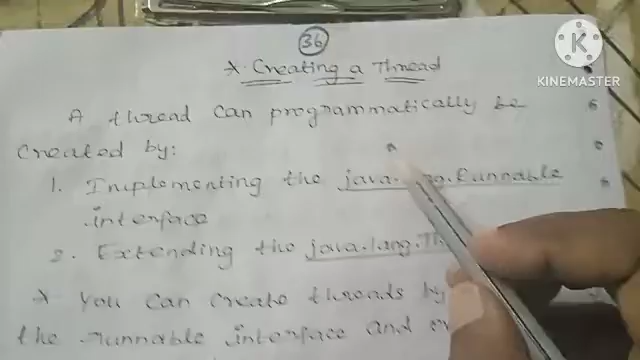 36
* Creating a Thread
K
KINEMASTER
A thread can programmatically be
created by:
1. Implementing the java.lang.Runnable
interface
2. Extending the java.lang.Th
* You can create threads by
the runnable interface and